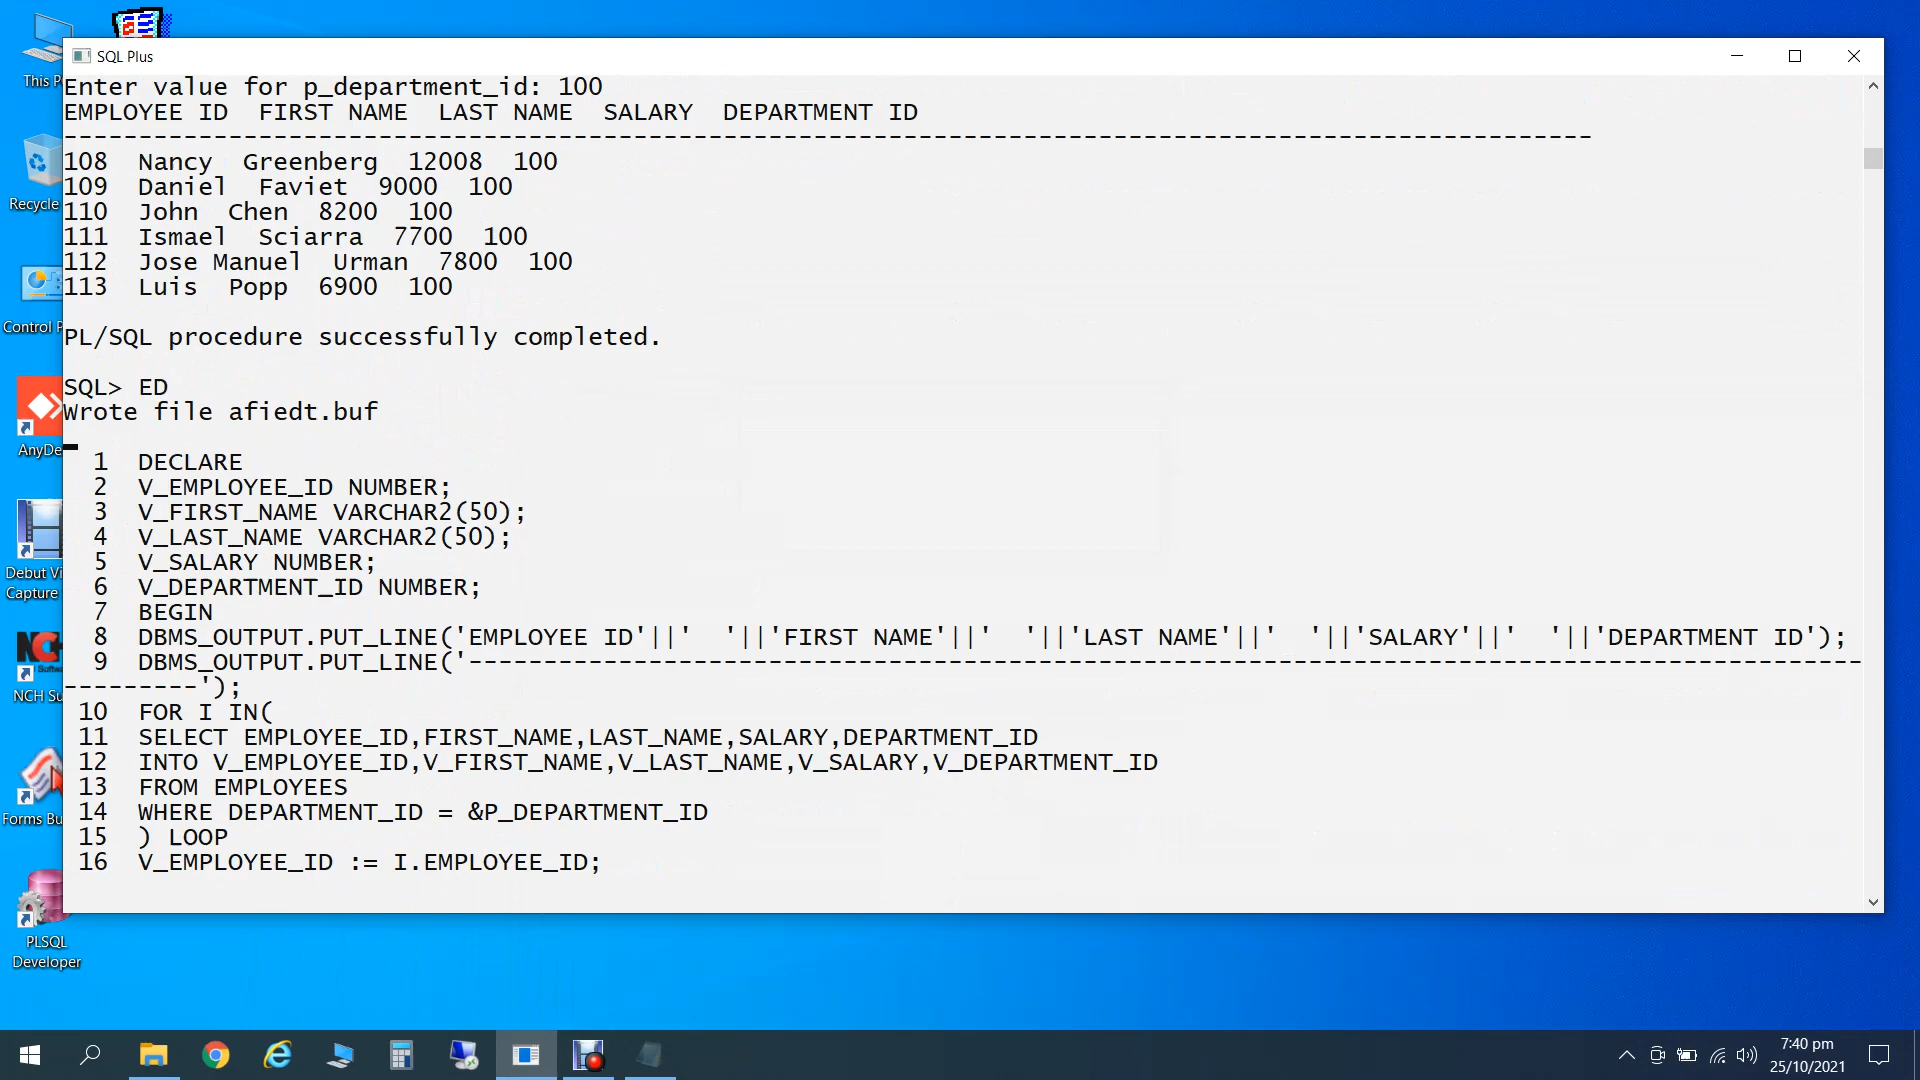 SQL Plus
Enter value for p_department_id: 100
EMPLOYEE ID  FIRST NAME  LAST NAME  SALARY  DEPARTMENT ID
------------------------------------------------------------------------------------------------------
108  Nancy  Greenberg  12008  100
109  Daniel  Faviet  9000  100
110  John  Chen  8200  100
111  Ismael  Sciarra  7700  100
112  Jose Manuel  Urman  7800  100
113  Luis  Popp  6900  100
PL/SQL procedure successfully completed.
SQL> ED
Wrote file afiedt.buf
1  DECLARE
2  V_EMPLOYEE_ID NUMBER;
3  V_FIRST_NAME VARCHAR2(50);
4  V_LAST_NAME VARCHAR2(50);
5  V_SALARY NUMBER;
6  V_DEPARTMENT_ID NUMBER;
7  BEGIN
8  DBMS_OUTPUT.PUT_LINE('EMPLOYEE ID'||'  '||'FIRST NAME'||'  '||'LAST NAME'||'  '||'SALARY'||'  '||'DEPARTMENT ID');
9  DBMS_OUTPUT.PUT_LINE('---------------------------------------------------------------------------------------------
---------');
10  FOR I IN(
11  SELECT EMPLOYEE_ID,FIRST_NAME,LAST_NAME,SALARY,DEPARTMENT_ID
12  INTO V_EMPLOYEE_ID,V_FIRST_NAME,V_LAST_NAME,V_SALARY,V_DEPARTMENT_ID
13  FROM EMPLOYEES
14  WHERE DEPARTMENT_ID = &P_DEPARTMENT_ID
15  ) LOOP
16  V_EMPLOYEE_ID := I.EMPLOYEE_ID;
This P
Recycle
Control P
AnyDe
Debut Vi
Capture
NCH Su
Forms Bu
PLSQL
Developer
7:40 pm
25/10/2021